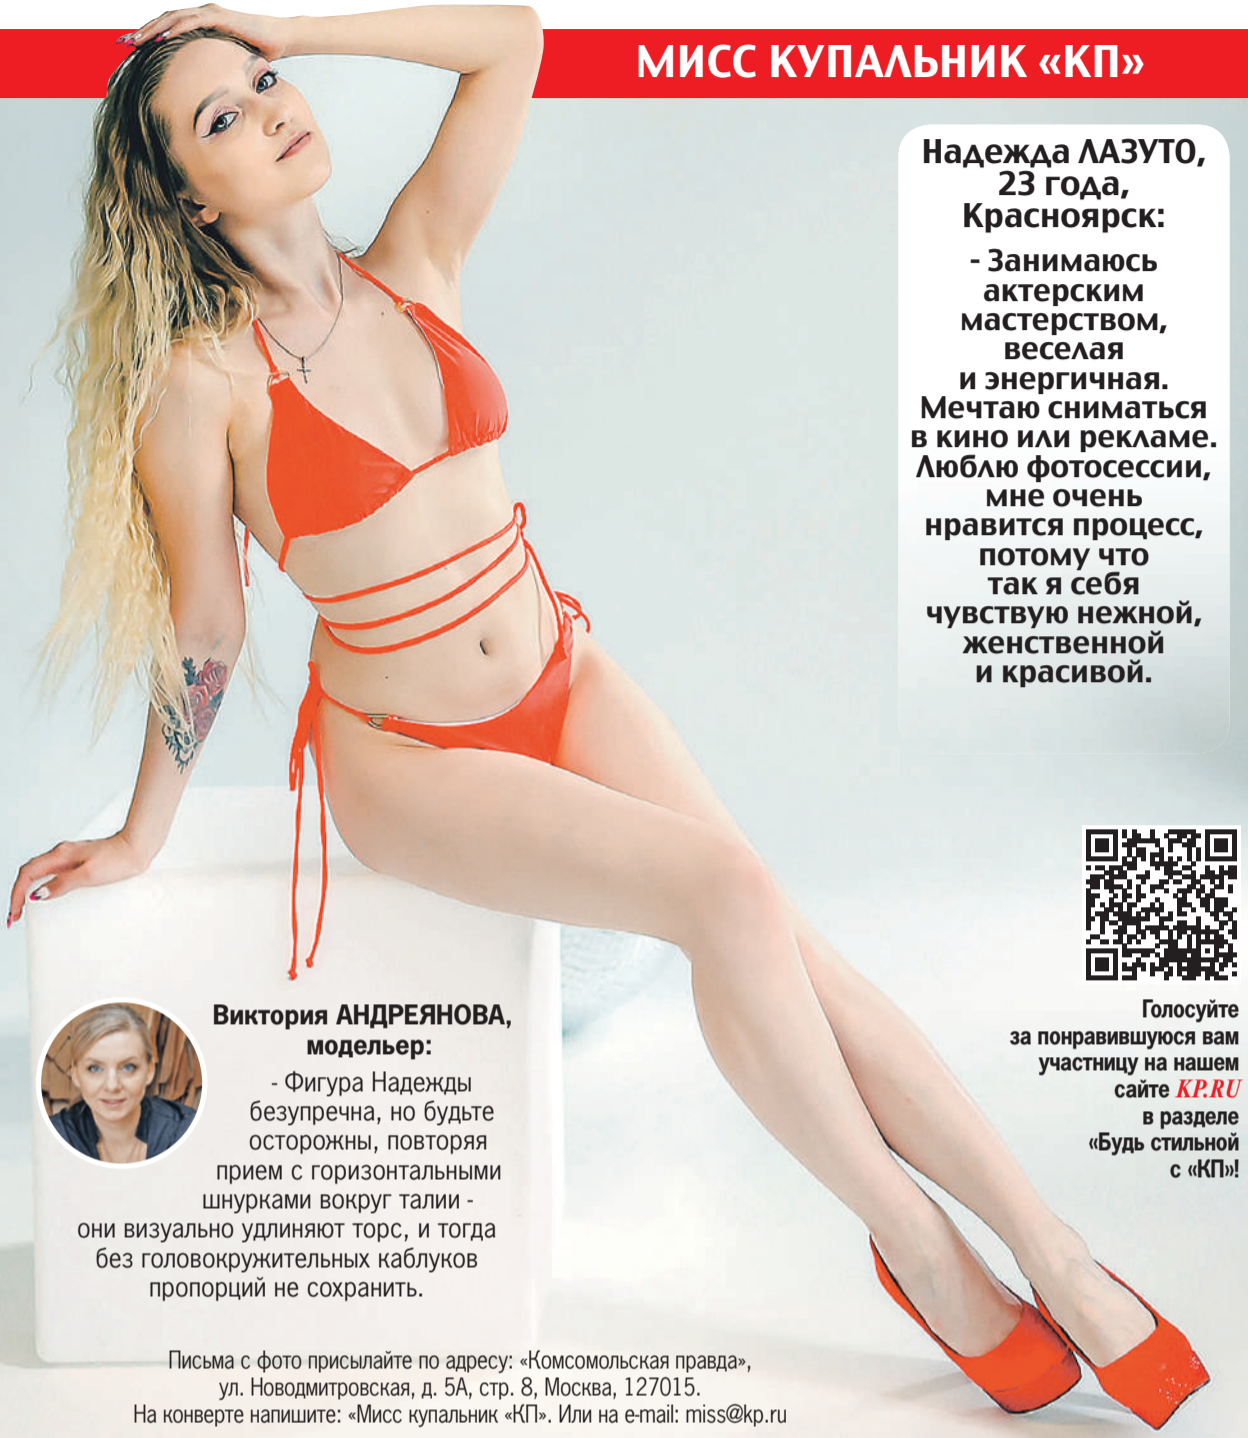 МИСС КУПАЛЬНИК «КП»
Надежда ЛАЗУТО,
23 года,
Красноярск:
- Занимаюсь
актерским
мастерством,
веселая
и энергичная.
Мечтаю сниматься
в кино или рекламе.
Люблю фотосессии,
мне очень
нравится процесс,
потому что
так я себя
чувствую нежной,
женственной
и красивой.
Голосуйте
за понравившуюся вам
участницу на нашем
сайте KP.RU
в разделе
«Будь стильной
с «КП»!
Виктория АНДРЕЯНОВА,
модельер:
- Фигура Надежды
безупречна, но будьте
осторожны, повторяя
прием с горизонтальными
шнурками вокруг талии -
они визуально удлиняют торс, и тогда
без головокружительных каблуков
пропорций не сохранить.
Письма с фото присылайте по адресу: «Комсомольская правда»,
ул. Новодмитровская, д. 5А, стр. 8, Москва, 127015.
На конверте напишите: «Мисс купальник «КП». Или на e-mail: miss@kp.ru